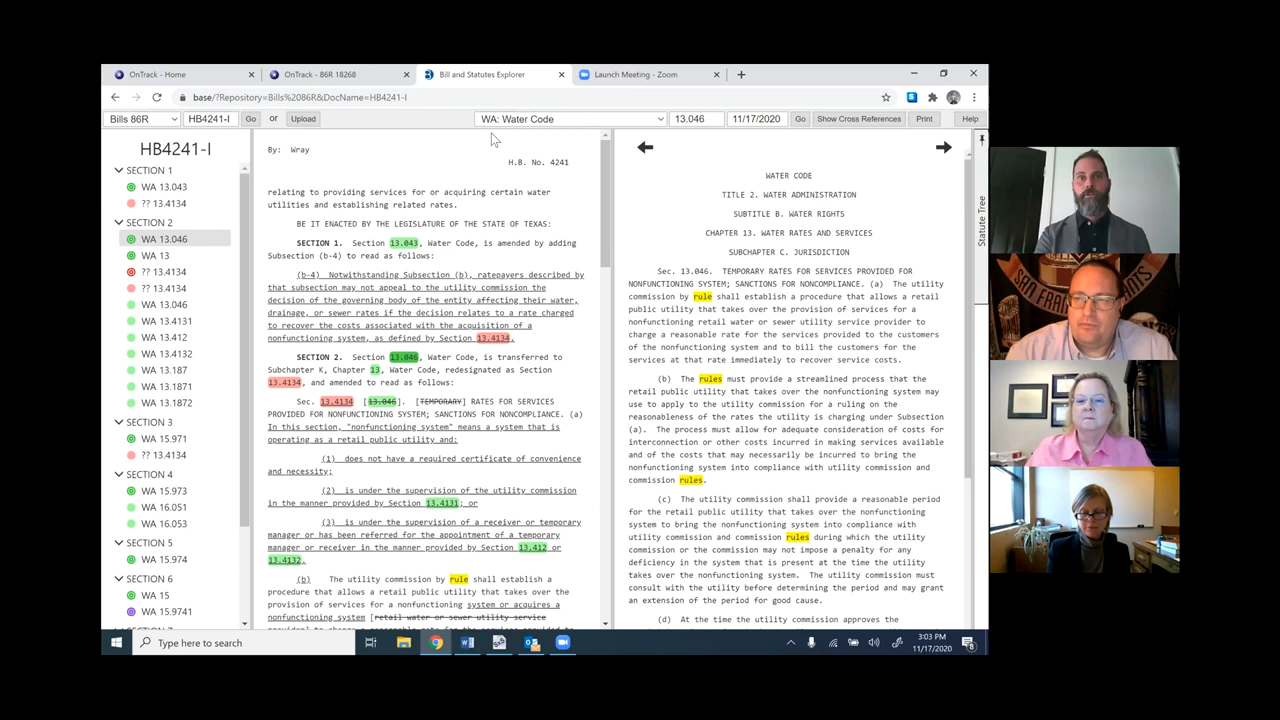 OnTrack - Home
OnTrack - 86R 18268
Bill and Statutes Explorer
Launch Meeting - Zoom
base/?Repository=Bills%2086R&DocName=HB4241-I
Bills 86R
HB4241-I
Go
or
Upload
WA: Water Code
13.046
11/17/2020
Go
Show Cross References
Print
Help
HB4241-I
SECTION 1
WA 13.043
?? 13.4134
SECTION 2
WA 13.046
WA 13
?? 13.4134
?? 13.4134
WA 13.046
WA 13.4131
WA 13.412
WA 13.4132
WA 13.187
WA 13.1871
WA 13.1872
SECTION 3
WA 15.971
?? 13.4134
SECTION 4
WA 15.973
WA 16.051
WA 16.053
SECTION 5
WA 15.974
SECTION 6
WA 15
WA 15.9741
By: Wray
H.B. No. 4241
relating to providing services for or acquiring certain water
utilities and establishing related rates.
BE IT ENACTED BY THE LEGISLATURE OF THE STATE OF TEXAS:
SECTION 1. Section 13.043, Water Code, is amended by adding
Subsection (b-4) to read as follows:
(b-4) Notwithstanding Subsection (b), ratepayers described by
that subsection may not appeal to the utility commission the
decision of the governing body of the entity affecting their water,
drainage, or sewer rates if the decision relates to a rate charged
to recover the costs associated with the acquisition of a
nonfunctioning system, as defined by Section 13.4134.
SECTION 2. Section 13.046, Water Code, is transferred to
Subchapter K, Chapter 13, Water Code, redesignated as Section
13.4134, and amended to read as follows:
Sec. 13.4134 [13.046]. [TEMPORARY] RATES FOR SERVICES
PROVIDED FOR NONFUNCTIONING SYSTEM; SANCTIONS FOR NONCOMPLIANCE. (a)
In this section, "nonfunctioning system" means a system that is
operating as a retail public utility and:
(1) does not have a required certificate of convenience
and necessity;
(2) is under the supervision of the utility commission
in the manner provided by Section 13.4131; or
(3) is under the supervision of a receiver or temporary
manager or has been referred for the appointment of a temporary
manager or receiver in the manner provided by Section 13.412 or
13.4132.
(b) The utility commission by rule shall establish a
procedure that allows a retail public utility that takes over the
provision of services for a nonfunctioning system or acquires a
nonfunctioning system [retail water or sewer utility service
WATER CODE
TITLE 2. WATER ADMINISTRATION
SUBTITLE B. WATER RIGHTS
CHAPTER 13. WATER RATES AND SERVICES
SUBCHAPTER C. JURISDICTION
Sec. 13.046. TEMPORARY RATES FOR SERVICES PROVIDED FOR
NONFUNCTIONING SYSTEM; SANCTIONS FOR NONCOMPLIANCE. (a) The utility
commission by rule shall establish a procedure that allows a retail
public utility that takes over the provision of services for a
nonfunctioning retail water or sewer utility service provider to
charge a reasonable rate for the services provided to the customers
of the nonfunctioning system and to bill the customers for the
services at that rate immediately to recover service costs.
(b) The rules must provide a streamlined process that the
retail public utility that takes over the nonfunctioning system may
use to apply to the utility commission for a ruling on the
reasonableness of the rates the utility is charging under Subsection
(a). The process must allow for adequate consideration of costs for
interconnection or other costs incurred in making services available
and of the costs that may necessarily be incurred to bring the
nonfunctioning system into compliance with utility commission and
commission rules.
(c) The utility commission shall provide a reasonable period
for the retail public utility that takes over the nonfunctioning
system to bring the nonfunctioning system into compliance with
utility commission and commission rules during which the utility
commission or the commission may not impose a penalty for any
deficiency in the system that is present at the time the utility
takes over the nonfunctioning system. The utility commission must
consult with the utility before determining the period and may grant
an extension of the period for good cause.
(d) At the time the utility commission approves the
Statute Tree
SAN FRAN
Type here to search
3:03 PM
11/17/2020